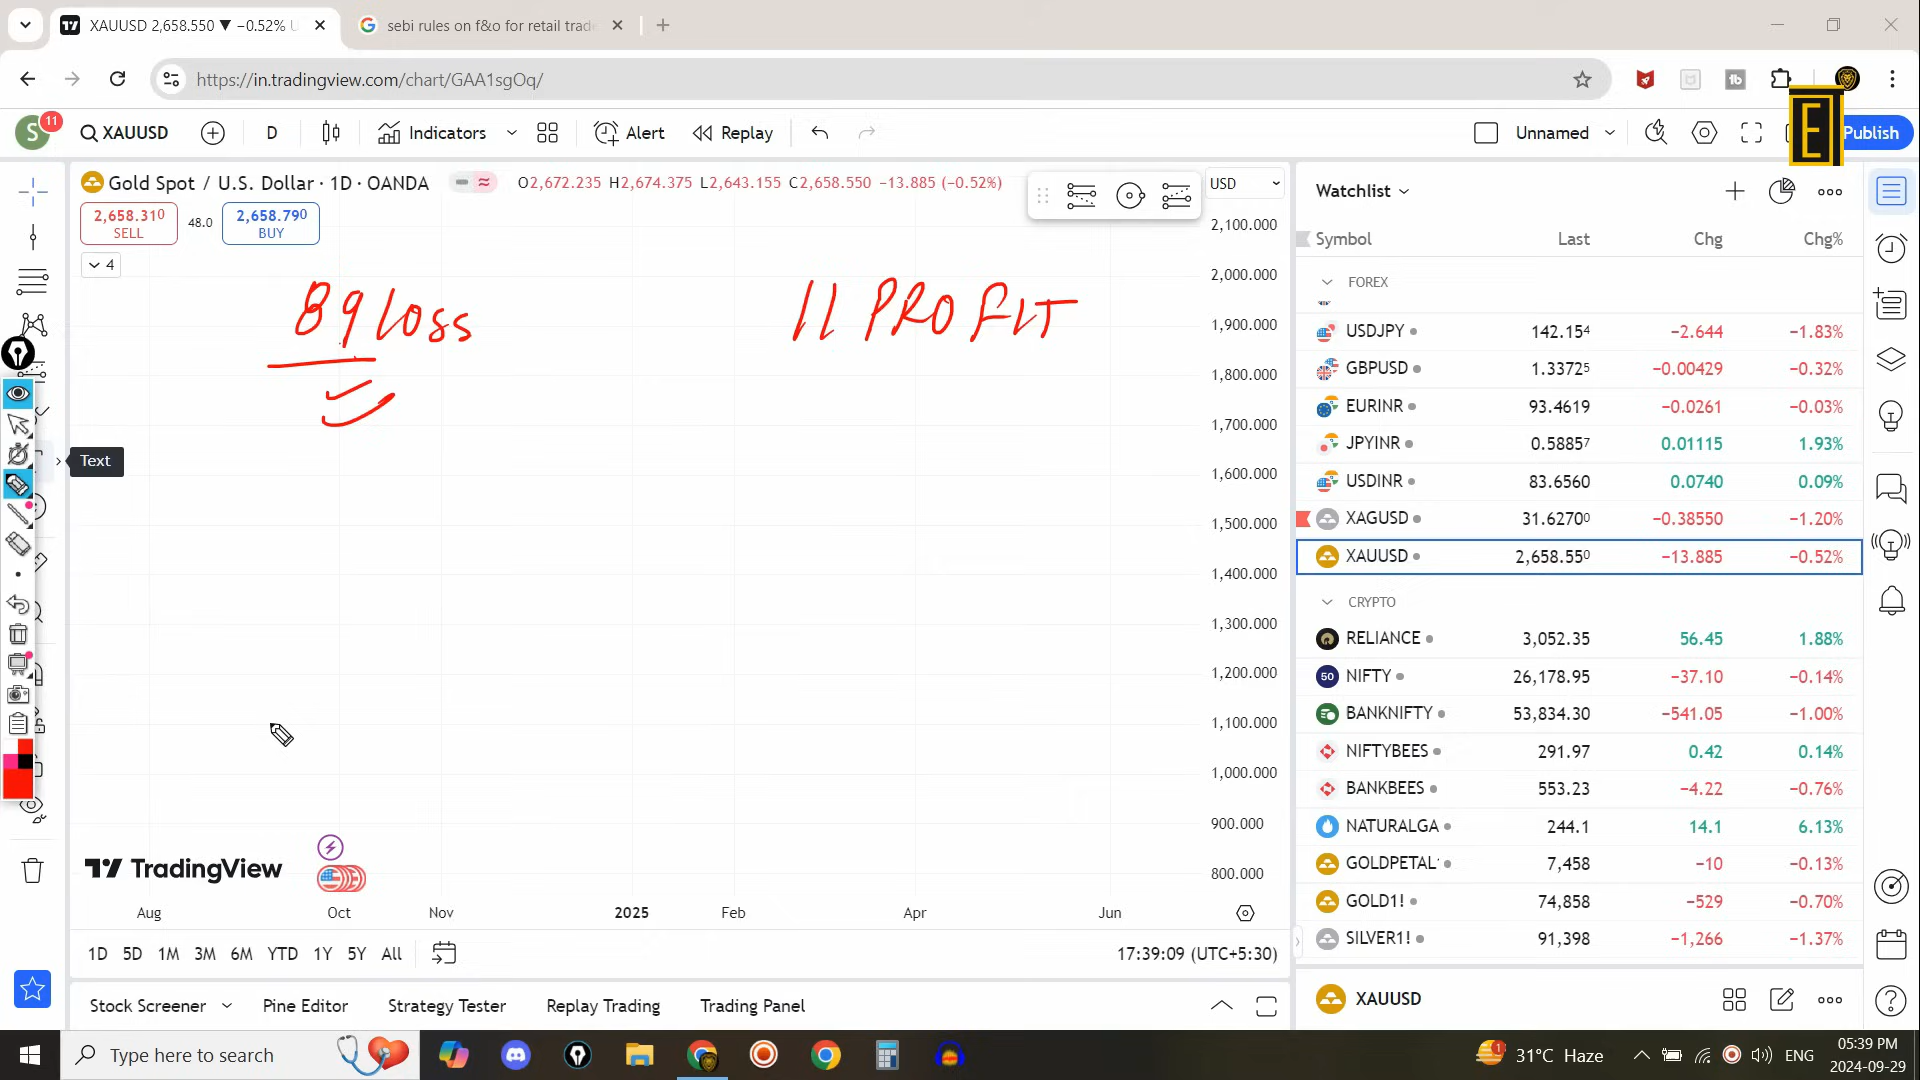 XAUUSD 2,658.550 ▼ −0.52% U
sebi rules on f&o for retail trad
https://in.tradingview.com/chart/GAA1sgOq/
S 11
XAUUSD D Indicators Alert Replay Unnamed Publish
E
Gold Spot / U.S. Dollar · 1D · OANDA O2,672.235 H2,674.375 L2,643.155 C2,658.550 −13.885 (−0.52%)
2,658.310 SELL
48.0
2,658.790 BUY
4
USD
2,100.000
2,000.000
1,900.000
1,800.000
1,700.000
1,600.000
1,500.000
1,400.000
1,300.000
1,200.000
1,100.000
1,000.000
900.000
800.000
89 loss
11 PROFIT
Text
TradingView
Aug Oct Nov 2025 Feb Apr Jun
1D 5D 1M 3M 6M YTD 1Y 5Y All
17:39:09 (UTC+5:30)
Stock Screener Pine Editor Strategy Tester Replay Trading Trading Panel
Watchlist
Symbol Last Chg Chg%
FOREX
USDJPY 142.154 −2.644 −1.83%
GBPUSD 1.33725 −0.00429 −0.32%
EURINR 93.4619 −0.0261 −0.03%
JPYINR 0.58857 0.01115 1.93%
USDINR 83.6560 0.0740 0.09%
XAGUSD 31.62700 −0.38550 −1.20%
XAUUSD 2,658.550 −13.885 −0.52%
CRYPTO
RELIANCE 3,052.35 56.45 1.88%
50 NIFTY 26,178.95 −37.10 −0.14%
BANKNIFTY 53,834.30 −541.05 −1.00%
NIFTYBEES 291.97 0.42 0.14%
BANKBEES 553.23 −4.22 −0.76%
NATURALGA 244.1 14.1 6.13%
GOLDPETAL 7,458 −10 −0.13%
GOLD1! 74,858 −529 −0.70%
SILVER1! 91,398 −1,266 −1.37%
XAUUSD
Type here to search
31°C Haze
ENG
05:39 PM
2024-09-29